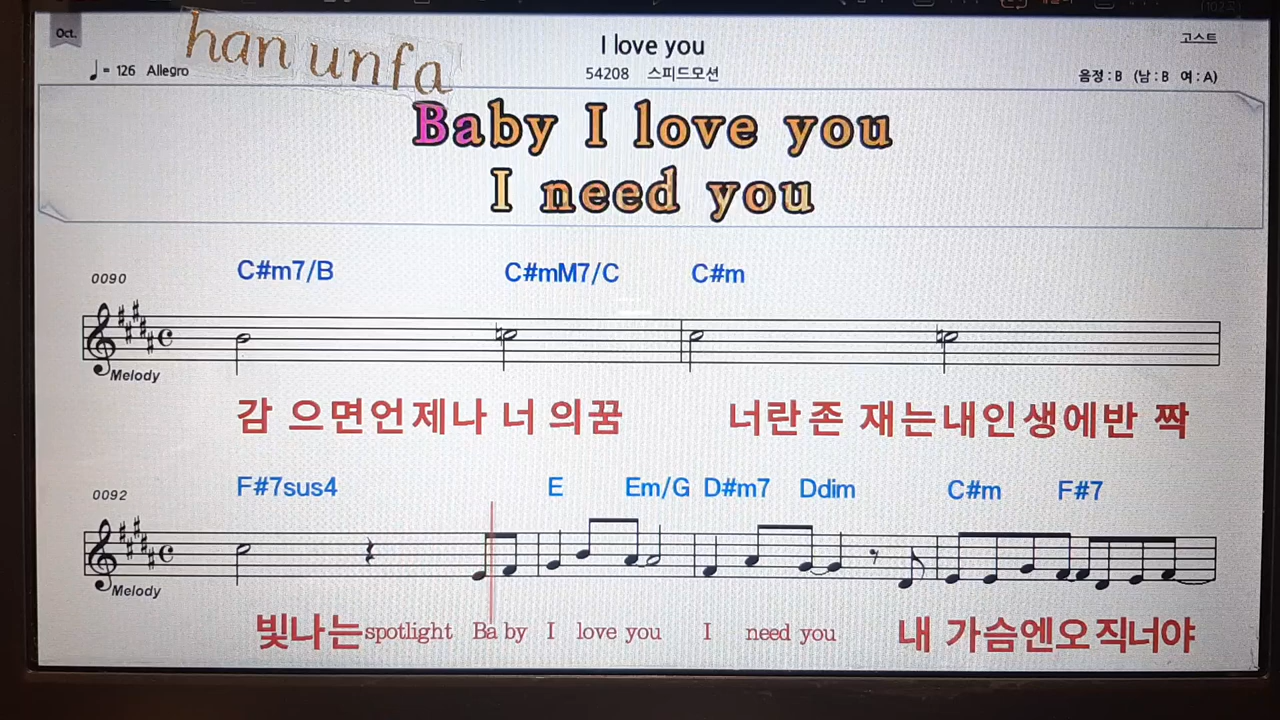 Oct.
han unfa
I love you
고스트
♩= 126 Allegro
54208 스피드모션
음정 : B (남 : B 여 : A)
Baby I love you
I need you
0090
C#m7/B C#mM7/C C#m
Melody
감 으면언제나 너 의꿈 너란존 재는내인생에반 짝
0092
F#7sus4 E Em/G D#m7 Ddim C#m F#7
Melody
빛나는spotlight Ba by I love you I need you 내 가슴엔오직너야